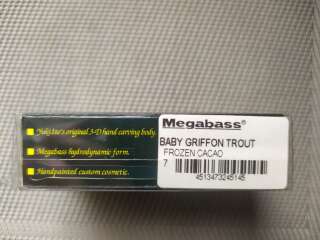 Yuki Ito's original 3-D hand carving body.
Megabass hydrodynamic form.
Handpainted custom cosmetic.
Megabass®
BABY GRIFFON TROUT
FROZEN CACAO
7
4513473245145